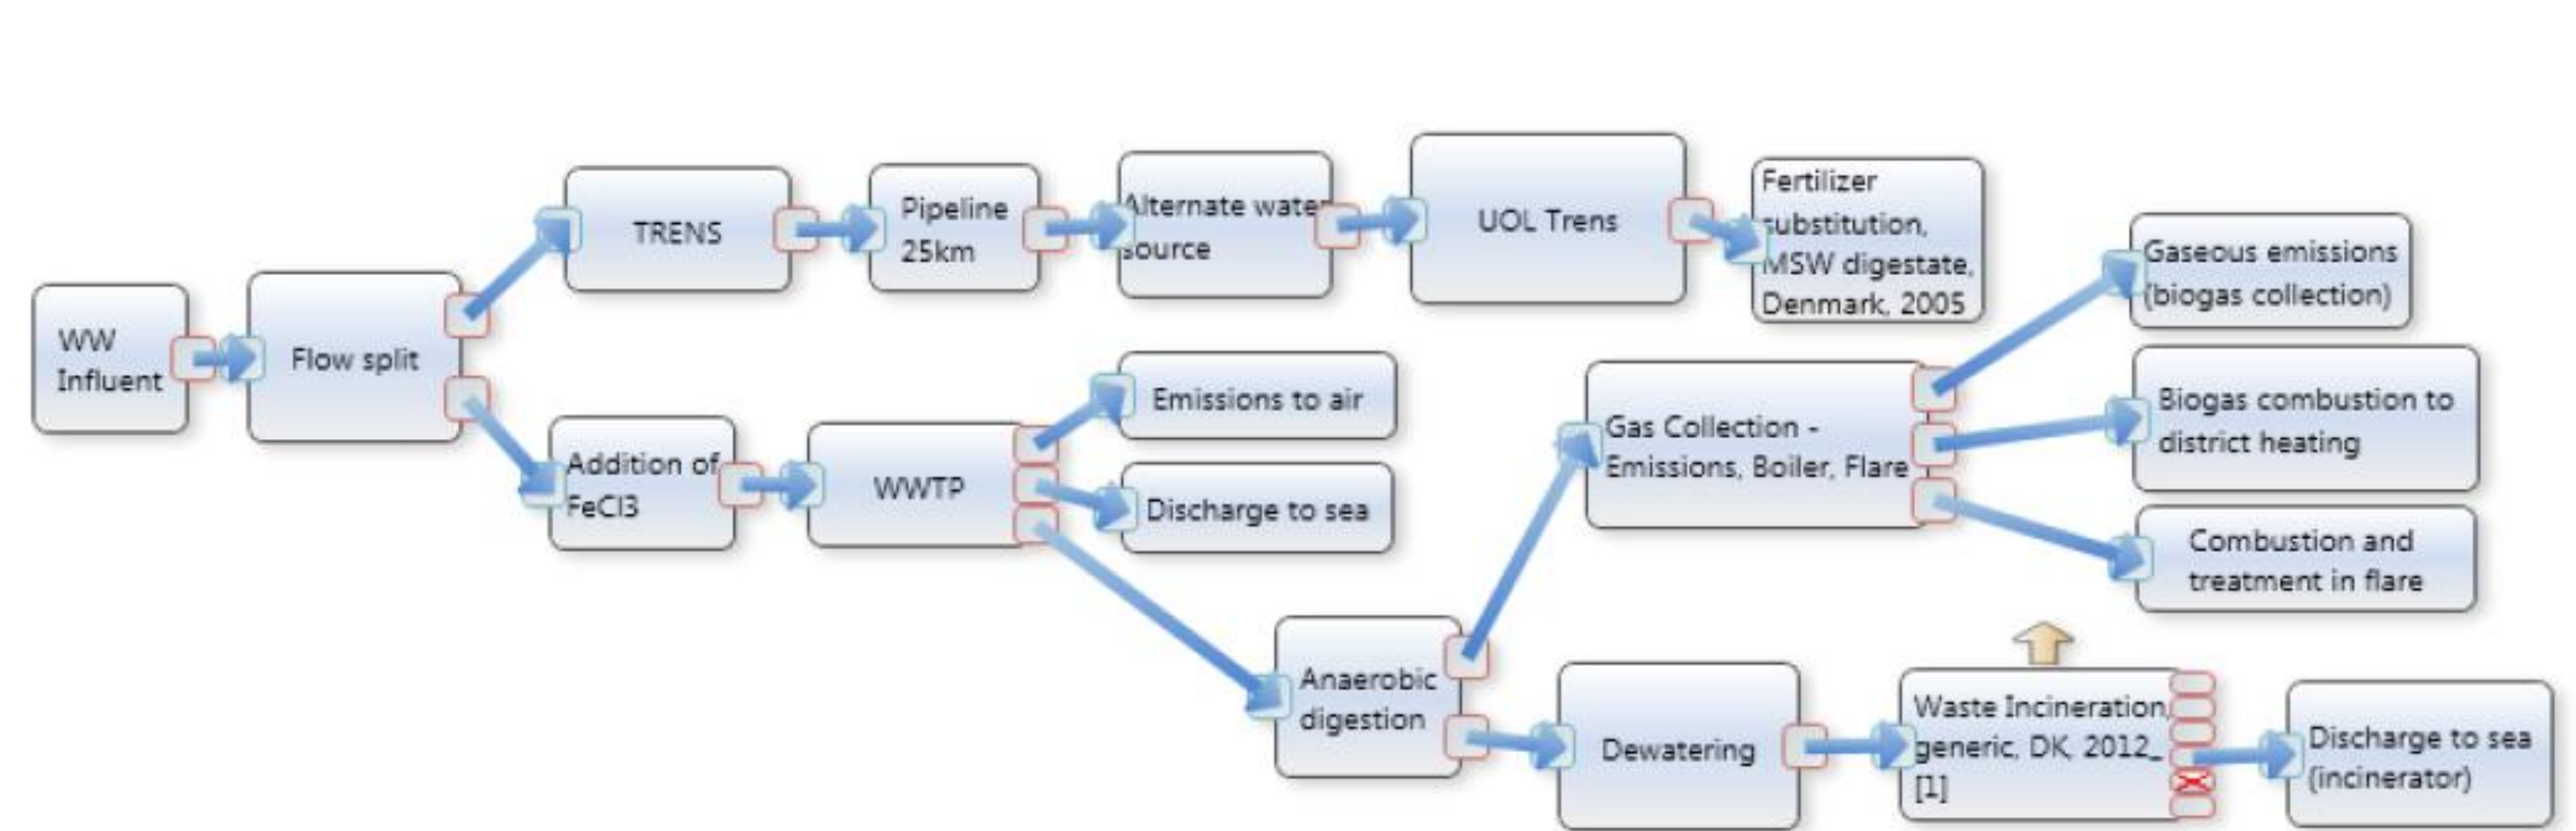 WW
Influent
Flow split
TRENS
Pipeline
25km
Alternate water
source
UOL Trens
Fertilizer
substitution,
MSW digestate,
Denmark, 2005
Addition of
FeCl3
WWTP
Emissions to air
Discharge to sea
Anaerobic
digestion
Gas Collection -
Emissions, Boiler, Flare
Gaseous emissions
(biogas collection)
Biogas combustion to
district heating
Combustion and
treatment in flare
Dewatering
Waste Incineration,
generic, DK, 2012_
[1]
Discharge to sea
(incinerator)